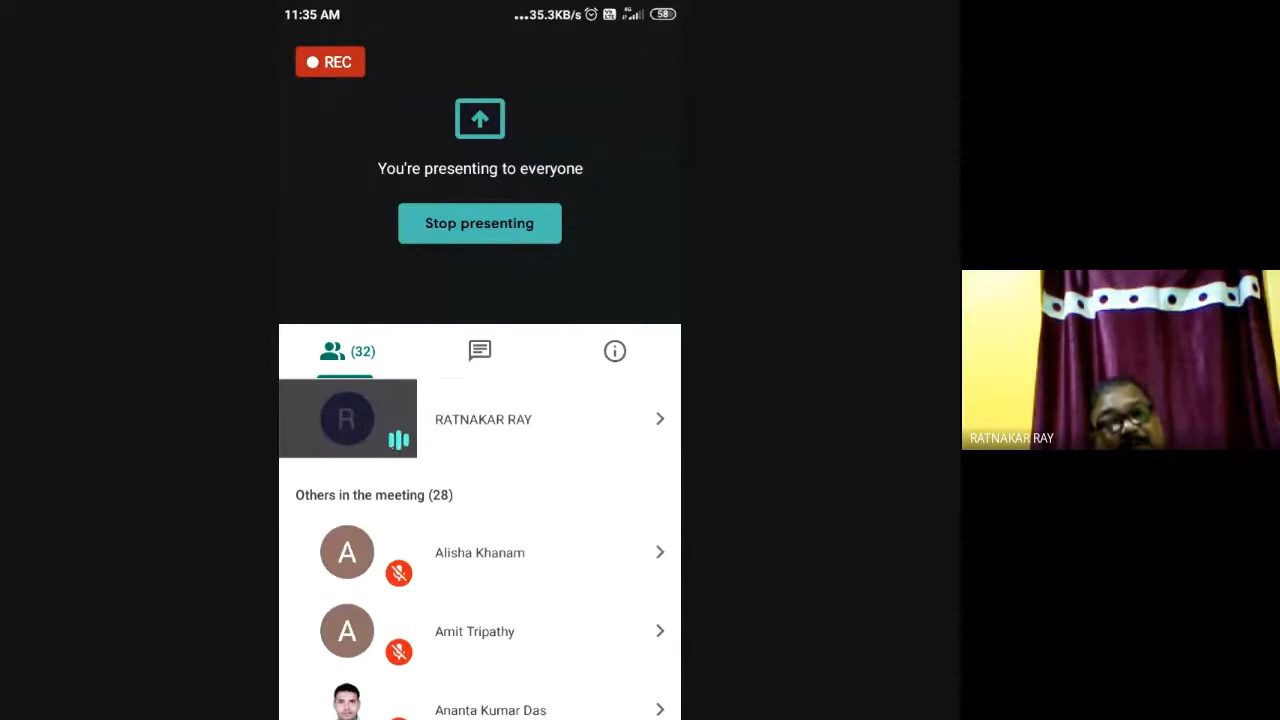 11:35 AM
...35.3KB/s 4G 58
REC
You're presenting to everyone
Stop presenting
(32)
R
RATNAKAR RAY
Others in the meeting (28)
A
Alisha Khanam
A
Amit Tripathy
Ananta Kumar Das
RATNAKAR RAY